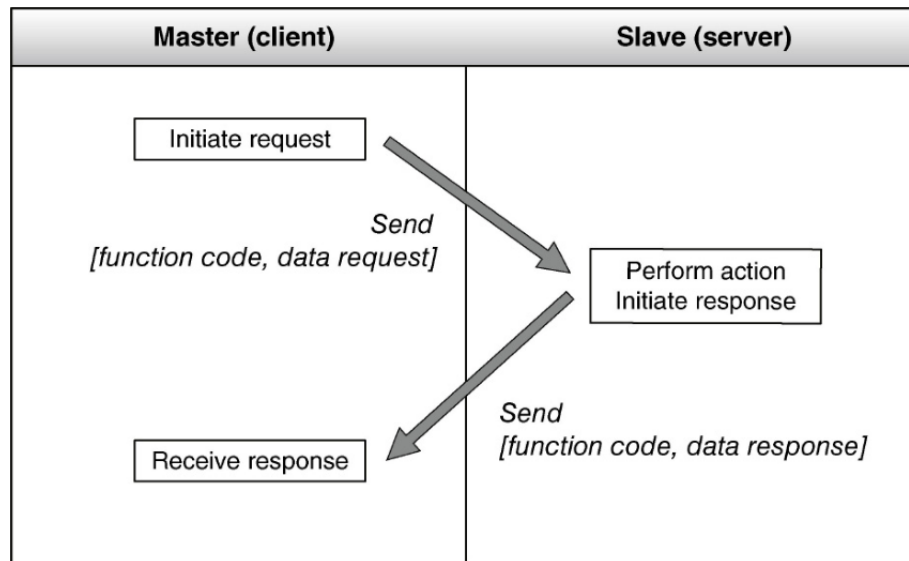 Master (client)
Slave (server)
Initiate request
Send
[function code, data request]
Perform action
Initiate response
Send
[function code, data response]
Receive response